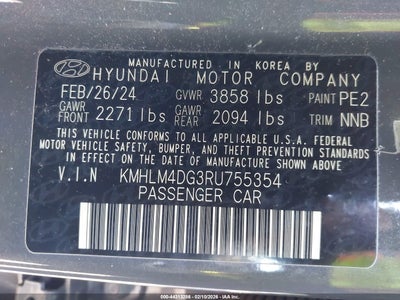 MANUFACTURED IN KOREA BY
HYUNDAI MOTOR COMPANY
FEB/26/24 GVWR 3858 lbs PAINT PE2
GAWR FRONT 2271 lbs GAWR REAR 2094 lbs TRIM NNB
THIS VEHICLE CONFORMS TO ALL APPLICABLE U.S.A. FEDERAL
MOTOR VEHICLE SAFETY, BUMPER, AND THEFT
PREVENTION STANDARDS IN EFFECT ON THE DATE OF
MANUFACTURE SHOWN ABOVE.
V.I.N KMHLM4DG3RU755354
PASSENGER CAR